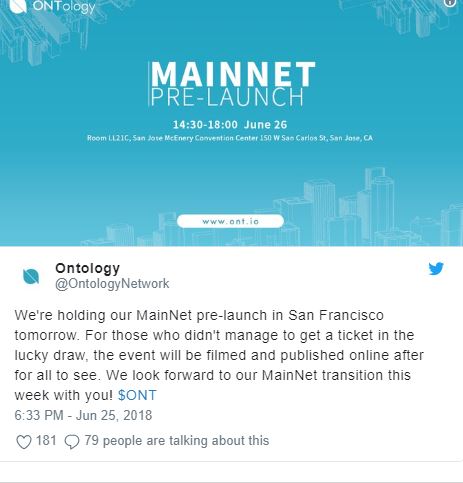 ONTology
MAINNET
PRE-LAUNCH
14:30-18:00 June 26
Room LL21C, San Jose McEnery Convention Center 150 W San Carlos St, San Jose, CA
www.ont.io
Ontology
@OntologyNetwork
We're holding our MainNet pre-launch in San Francisco
tomorrow. For those who didn't manage to get a ticket in the
lucky draw, the event will be filmed and published online after
for all to see. We look forward to our MainNet transition this
week with you! $ONT
6:33 PM - Jun 25, 2018
181 79 people are talking about this